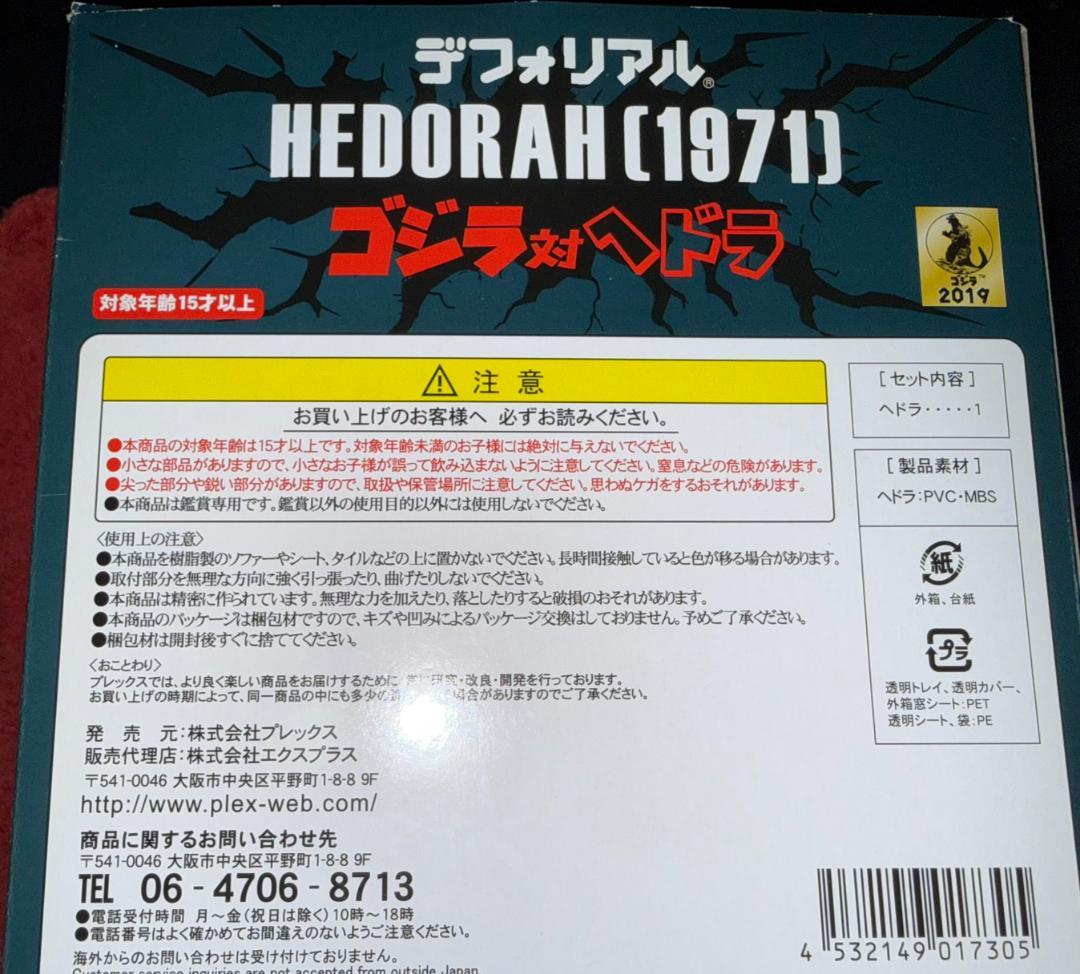 デフォリアル®
HEDORAH(1971)
ゴジラ対ヘドラ
ゴジラ™
2019
対象年齢15才以上
⚠ 注意
お買い上げのお客様へ 必ずお読みください。
●本商品の対象年齢は15才以上です。対象年齢未満のお子様には絶対に与えないでください。
●小さな部品がありますので、小さなお子様が誤って飲み込まないように注意してください。窒息などの危険があります。
●尖った部分や鋭い部分がありますので、取扱や保管場所に注意してください。思わぬケガをするおそれがあります。
●本商品は鑑賞専用です。鑑賞以外の使用目的以外には使用しないでください。
〈使用上の注意〉
●本商品を樹脂製のソファーやシート、タイルなどの上に置かないでください。長時間接触していると色が移る場合があります。
●取付部分を無理な方向に強く引っ張ったり、曲げたりしないでください。
●本商品は精密に作られています。無理な力を加えたり、落としたりすると破損のおそれがあります。
●本商品のパッケージは梱包材ですので、キズや凹みによるパッケージ交換はしておりません。予めご了承ください。
●梱包材は開封後すぐに捨ててください。
〈おことわり〉
プレックスでは、より良く楽しい商品をお届けするために 常に研究・改良・開発を行っております。
お買い上げの時期によって、同一商品の中にも多少の 場合がありますのでご了承ください。
発売元:株式会社プレックス
販売代理店:株式会社エクスプラス
〒541-0046 大阪市中央区平野町1-8-8 9F
http://www.plex-web.com/
商品に関するお問い合わせ先
〒541-0046 大阪市中央区平野町1-8-8 9F
TEL 06-4706-8713
●電話受付時間 月~金(祝日は除く)10時~18時
●電話番号はよく確かめてお間違えのないようご注意ください。
海外からのお問い合わせは受け付けておりません。
Customer service inquiries are not accepted from outside Japan
[セット内容]
ヘドラ・・・・・1
[製品素材]
ヘドラ:PVC・MBS
紙
外箱、台紙
プラ
透明トレイ、透明カバー、
外箱窓シート:PET
透明シート、袋:PE
4 532149 017305